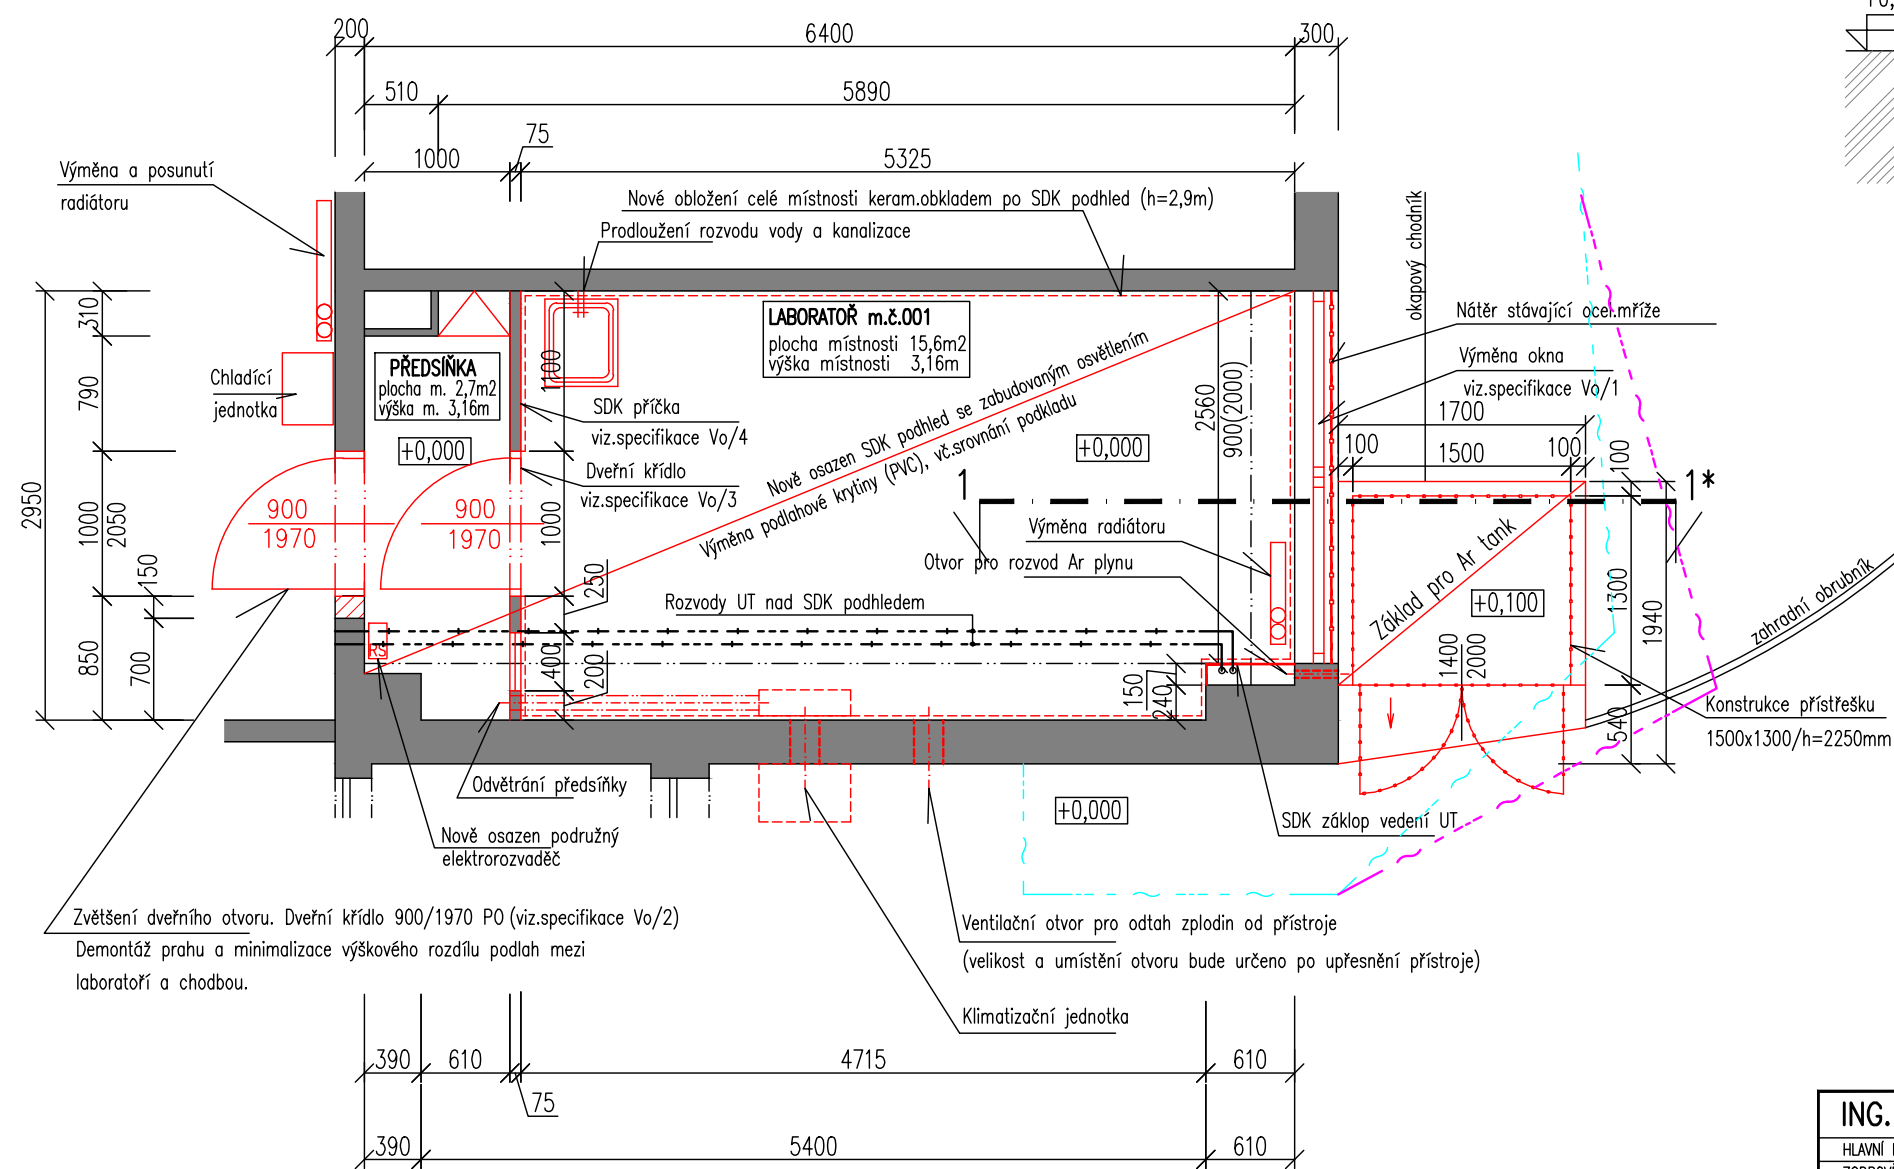 200
6400
300
510
5890
75
1000
5325
Výměna a posunutí
radiátoru
Nové obložení celé místnosti keram.obkladem po SDK podhled (h=2,9m)
Prodloužení rozvodu vody a kanalizace
okapový chodník
310
790
2950
1000
2050
150
850
700
Chladící
jednotka
PŘEDSÍŇKA
plocha m. 2,7m2
výška m. 3,16m
+0,000
LABORATOŘ m.č.001
plocha místnosti 15,6m2
výška místnosti 3,16m
1100
SDK příčka
viz.specifikace Vo/4
Dveřní křídlo
viz.specifikace Vo/3
Nově osazen SDK podhled se zabudovaným osvětlením
Výměna podlahové krytiny (PVC), vč.srovnání podkladu
+0,000
2560
900(2000)
Nátěr stávající ocel.mříže
Výměna okna
viz.specifikace Vo/1
1700
100
1500
100
100
900
1970
900
1970
1000
250
400
200
1
1*
Výměna radiátoru
Otvor pro rozvod Ar plynu
Rozvody UT nad SDK podhledem
RS
Základ pro Ar tank
+0,100
1300
1940
1400
2000
540
zahradní obrubník
150
240
Konstrukce přístřešku
1500x1300/h=2250mm
Odvětrání předsíňky
Nově osazen podružný
elektrorozvaděč
+0,000
SDK záklop vedení UT
Zvětšení dveřního otvoru. Dveřní křídlo 900/1970 PO (viz.specifikace Vo/2)
Demontáž prahu a minimalizace výškového rozdílu podlah mezi
laboratoří a chodbou.
Ventilační otvor pro odtah zplodin od přístroje
(velikost a umístění otvoru bude určeno po upřesnění přístroje)
Klimatizační jednotka
390
610
4715
610
75
390
5400
610
ING.
HLAVNÍ